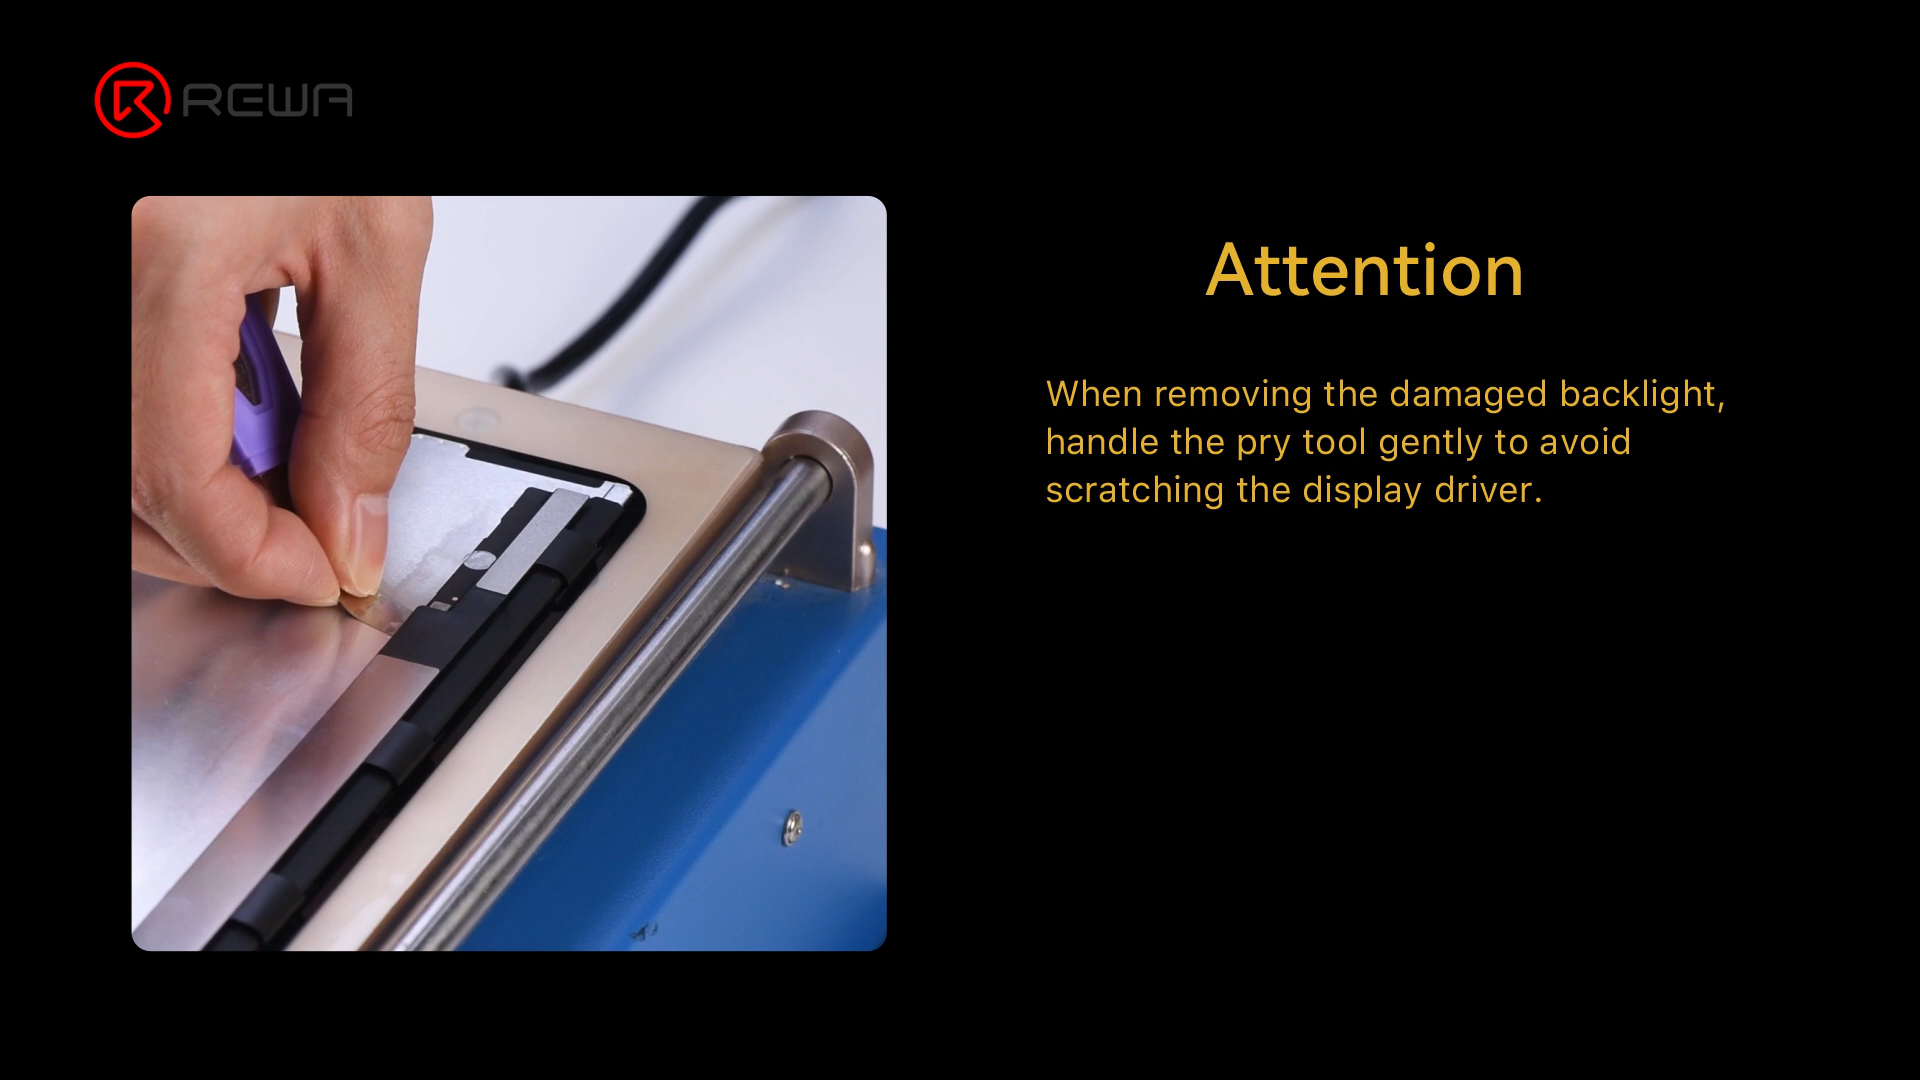 REWA
Attention
When removing the damaged backlight,
handle the pry tool gently to avoid
scratching the display driver.